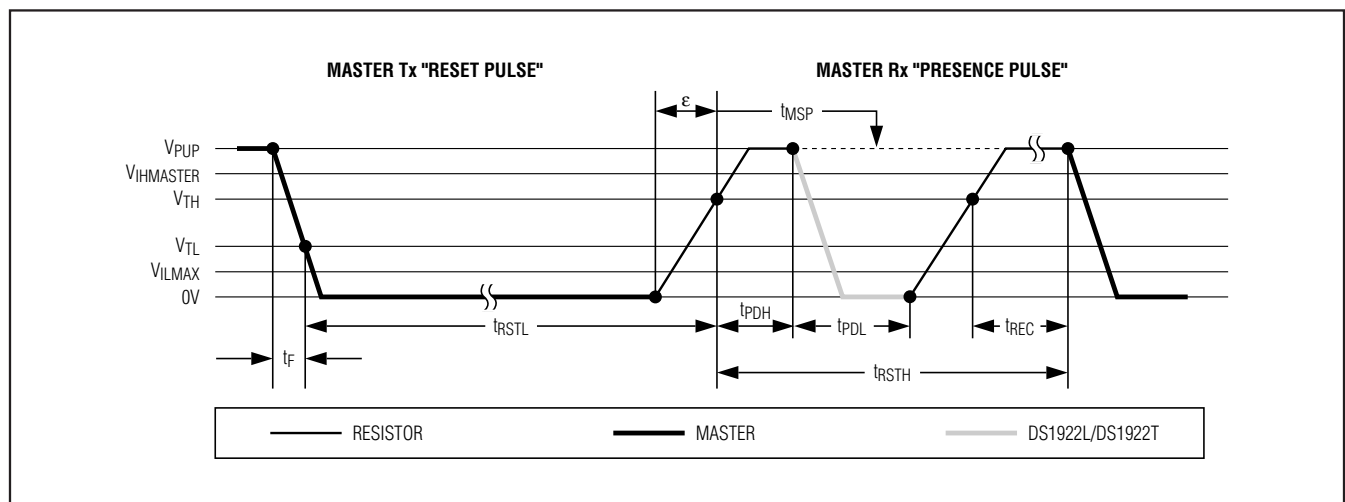 MASTER Tx "RESET PULSE" MASTER Rx "PRESENCE PULSE"
ε tMSP
VPUP
VIHMASTER
VTH
VTL
VILMAX
0V
tPDH
tRSTL tPDL tREC
tF tRSTH
RESISTOR MASTER DS1922L/DS1922T